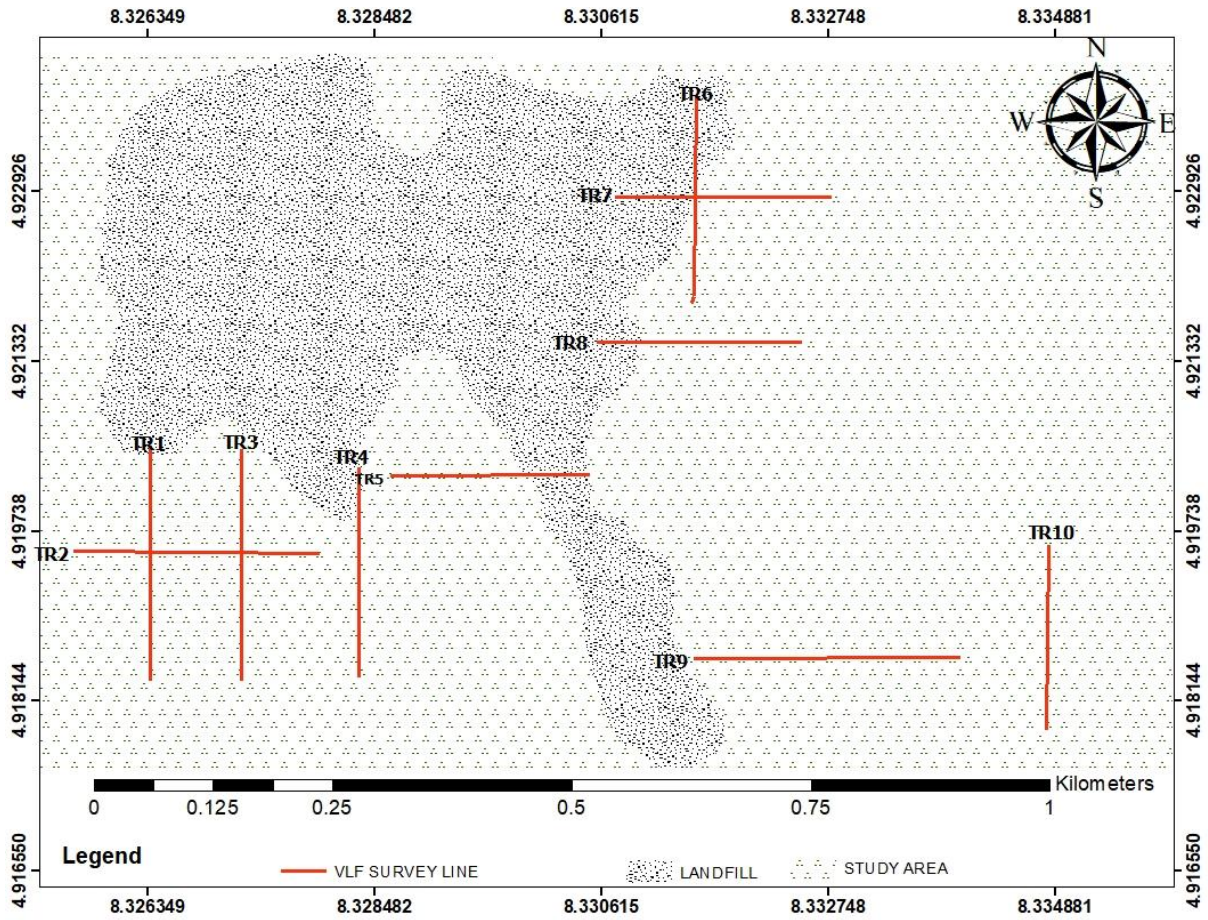 8.326349 8.328482 8.330615 8.332748 8.334881
N
W E
S
TR6
4.922926 TR7 4.922926
4.921332 TR8 4.921332
TR1 TR3
TR4
TR5
4.919738 TR10 4.919738
TR2
TR9
4.918144 4.918144
Kilometers
0 0.125 0.25 0.5 0.75 1
Legend
4.916550 VLF SURVEY LINE LANDFILL STUDY AREA 4.916550
8.326349 8.328482 8.330615 8.332748 8.334881